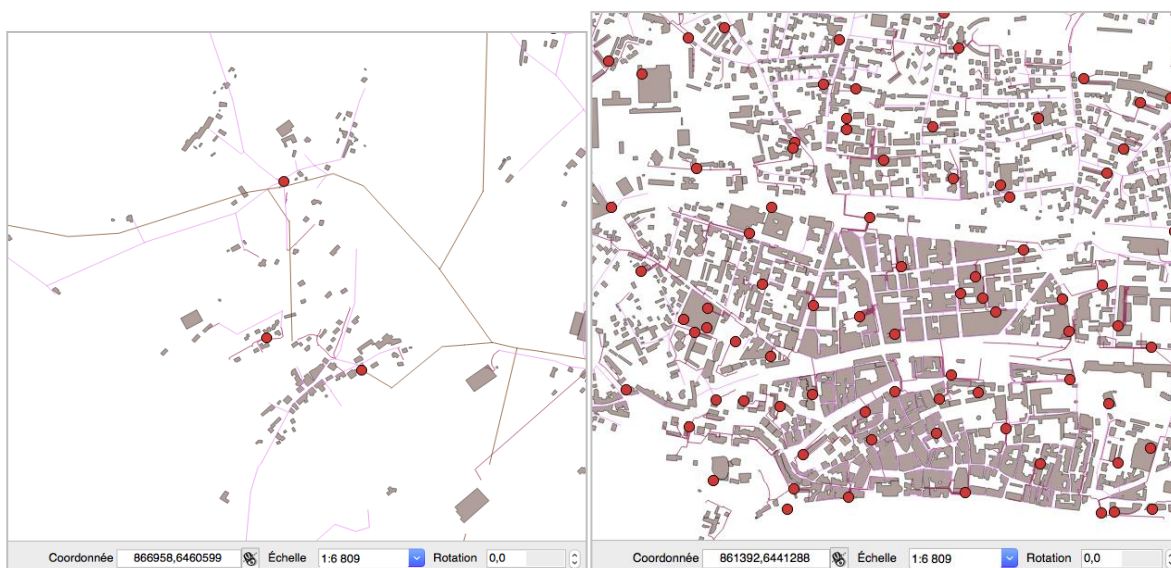 Coordonnée 866958,6460599 Échelle 1:6 809 Rotation 0,0
Coordonnée 861392,6441288 Échelle 1:6 809 Rotation 0,0